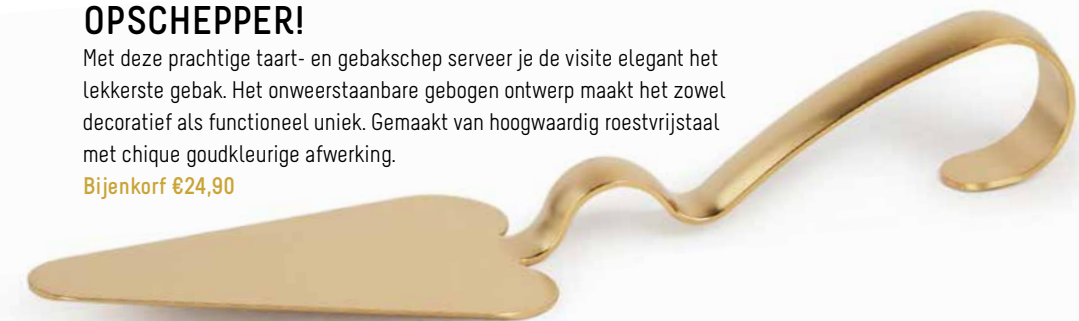 OPSCHEPPER!
Met deze prachtige taart- en gebakschep serveer je de visite elegant het
lekkerste gebak. Het onweerstaanbare gebogen ontwerp maakt het zowel
decoratief als functioneel uniek. Gemaakt van hoogwaardig roestvrijstaal
met chique goudkleurige afwerking.
Bijenkorf €24,90